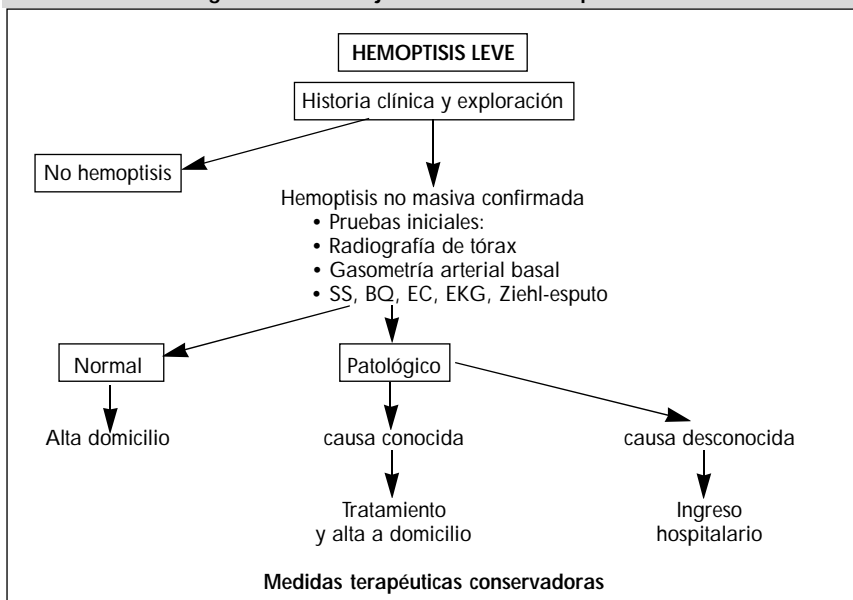 HEMOPTISIS LEVE
Historia clínica y exploración
No hemoptisis
Hemoptisis no masiva confirmada
• Pruebas iniciales:
• Radiografía de tórax
• Gasometría arterial basal
• SS, BQ, EC, EKG, Ziehl-esputo
Normal
Patológico
Alta domicilio
causa conocida
causa desconocida
Tratamiento
y alta a domicilio
Ingreso
hospitalario
Medidas terapéuticas conservadoras